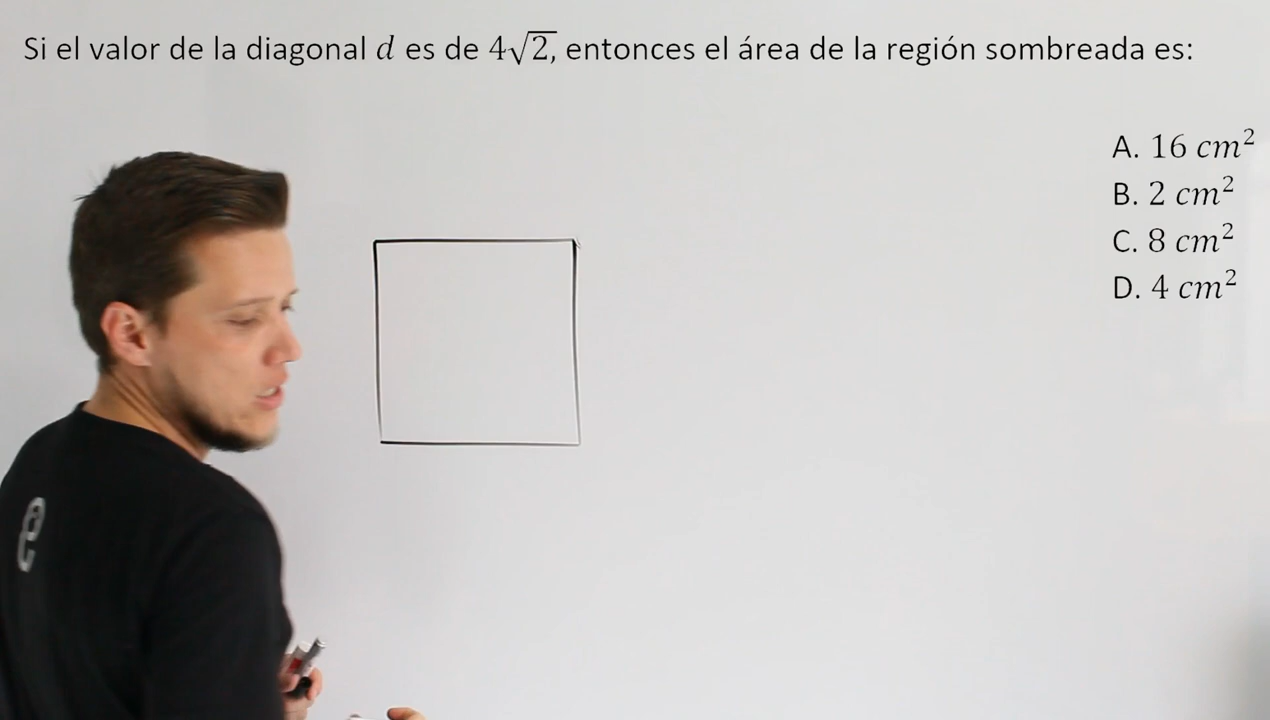 Si el valor de la diagonal d es de 4√2, entonces el área de la región sombreada es:
A. 16 cm²
B. 2 cm²
C. 8 cm²
D. 4 cm²